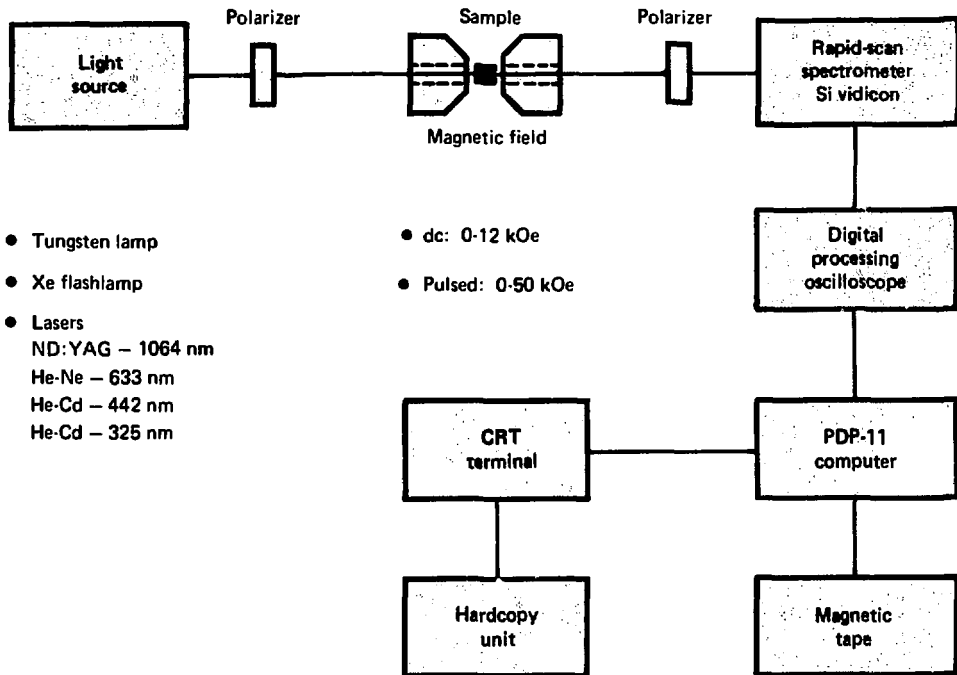 Polarizer
Sample
Polarizer
Light
source
Rapid-scan
spectrometer
Si vidicon
Magnetic field
• Tungsten lamp
• Xe flashlamp
• Lasers
ND:YAG – 1064 nm
He-Ne – 633 nm
He-Cd – 442 nm
He-Cd – 325 nm
• dc: 0-12 kOe
• Pulsed: 0-50 kOe
Digital
processing
oscilloscope
CRT
terminal
PDP-11
computer
Hardcopy
unit
Magnetic
tape